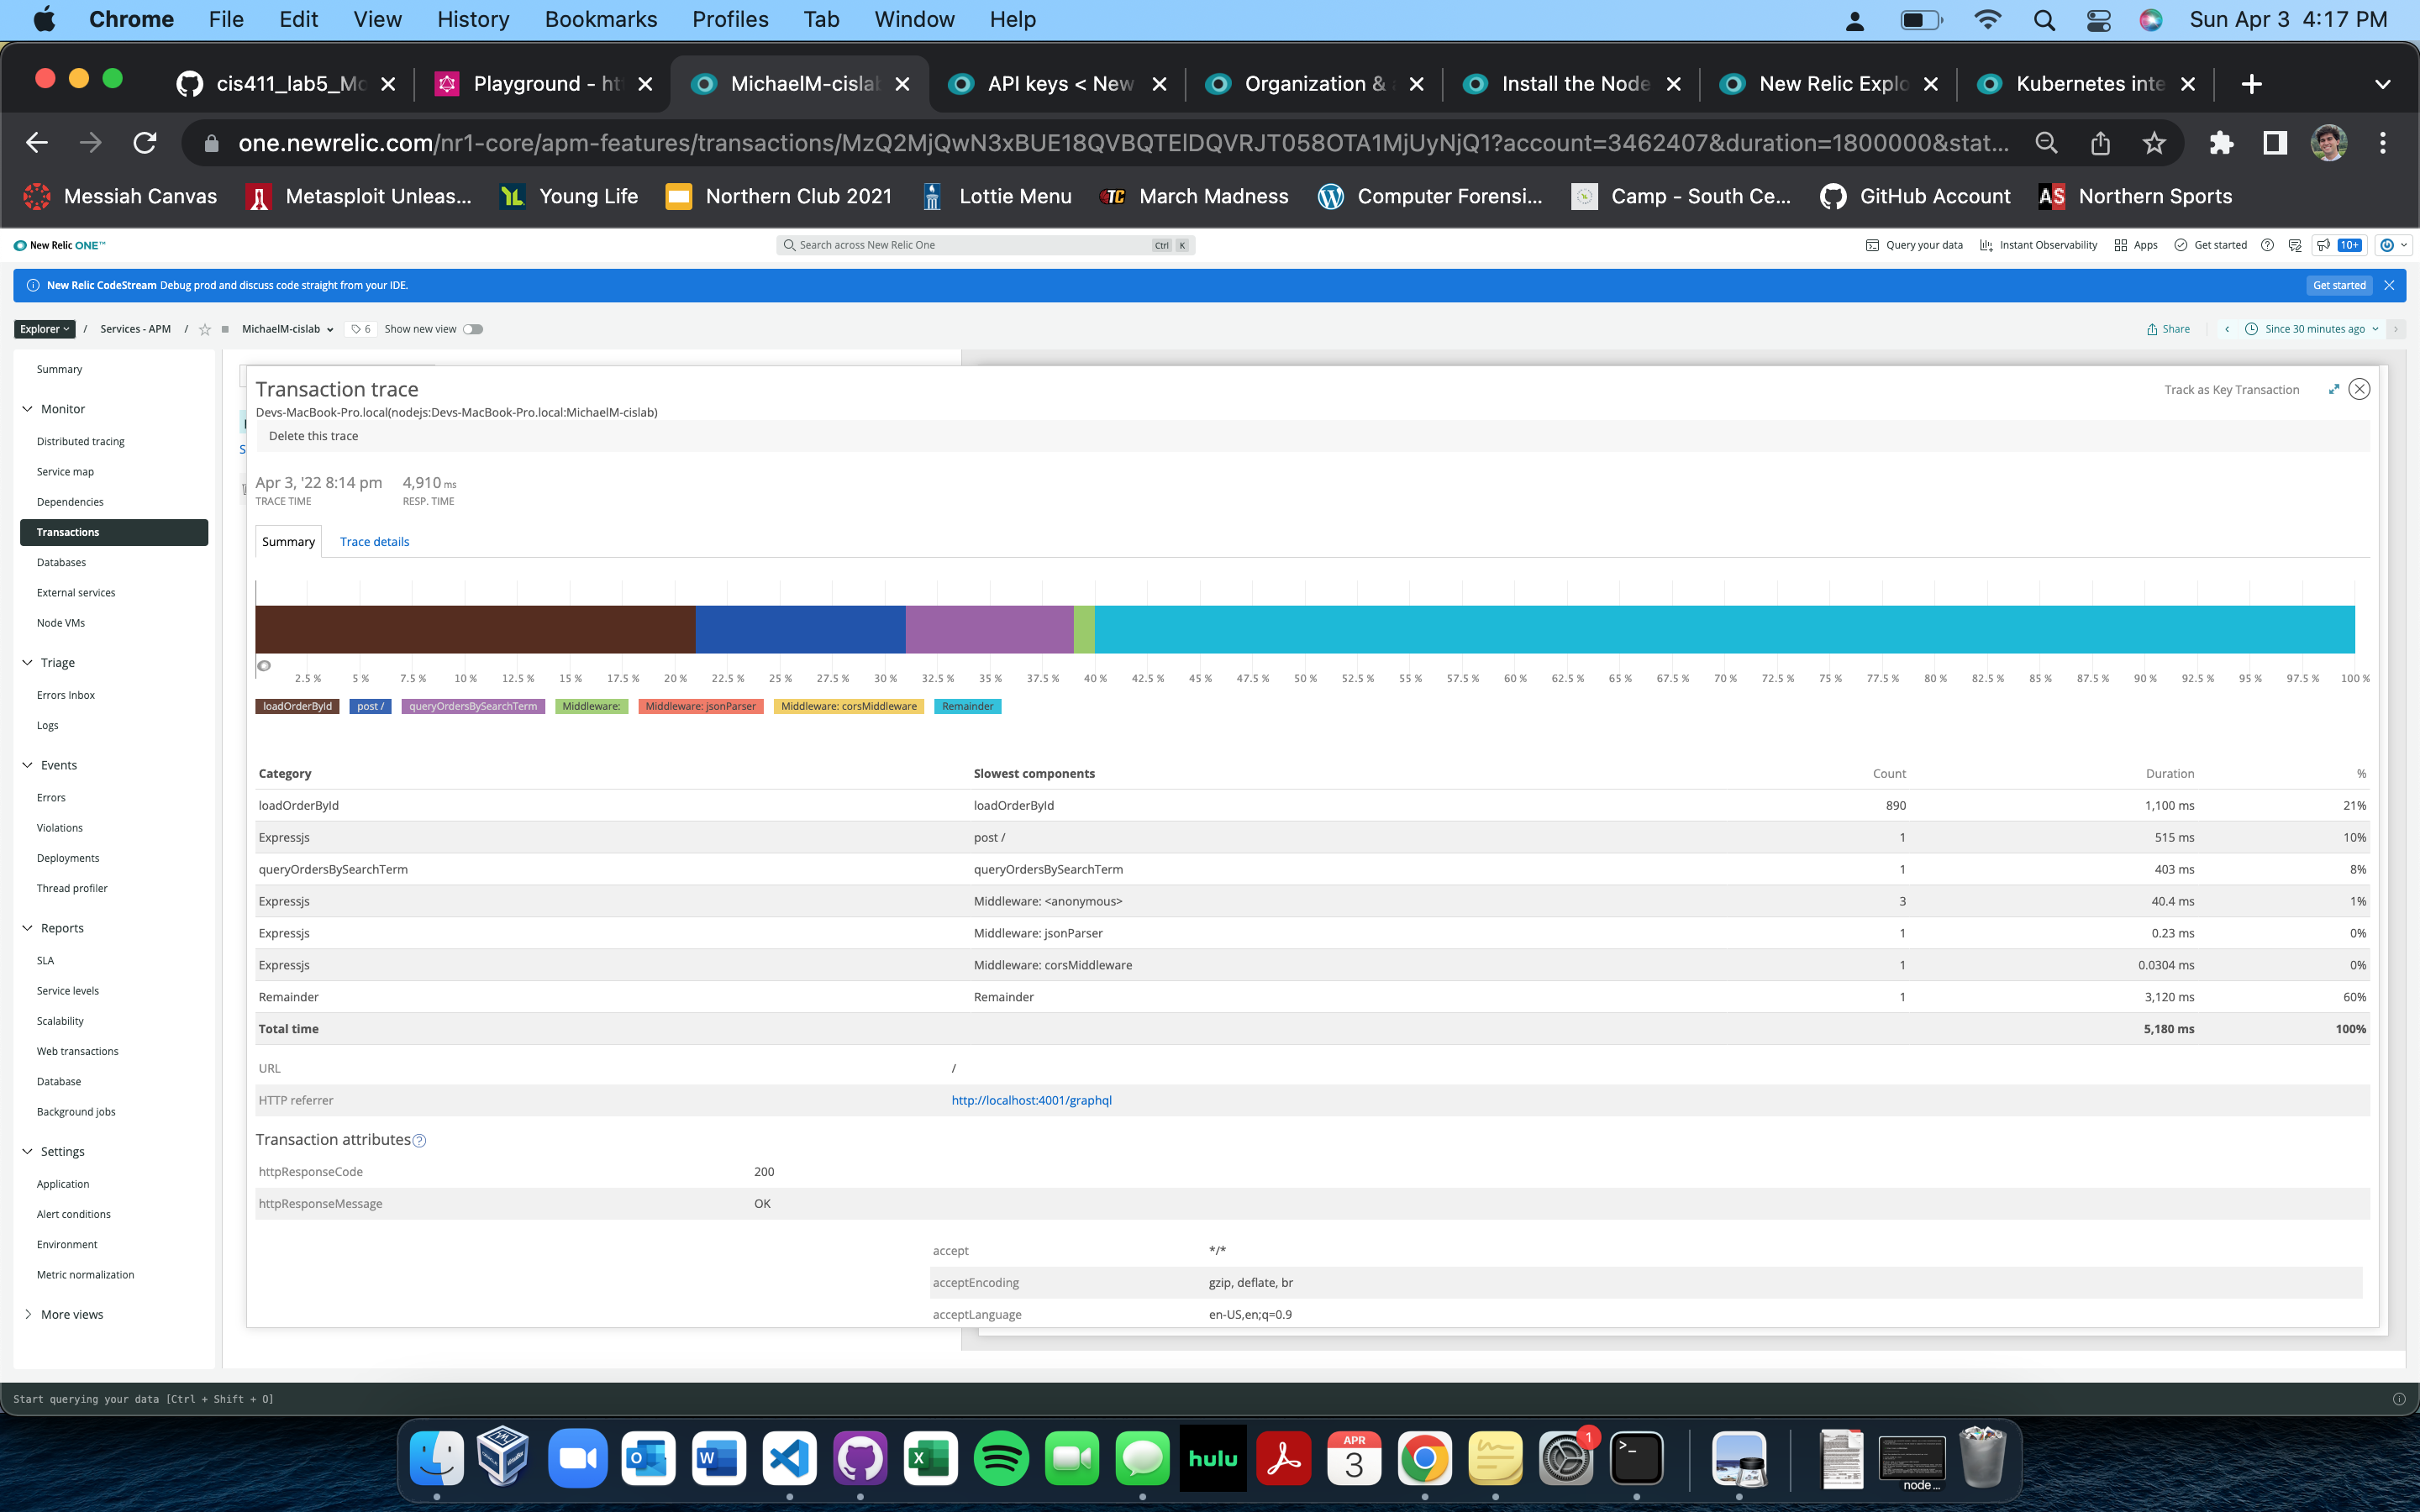 Chrome File Edit View History Bookmarks Profiles Tab Window Help Sun Apr 3 4:17 PM
cis411_lab5_Mo Playground - ht MichaelM-cislab API keys < New Organization & a Install the Node New Relic Explo Kubernetes inte
one.newrelic.com/nr1-core/apm-features/transactions/MzQ2MjQwN3xBUE18QVBQTElDQVRJT058OTA1MjUyNjQ1?account=3462407&duration=1800000&stat...
Messiah Canvas Metasploit Unleas... Young Life Northern Club 2021 Lottie Menu March Madness Computer Forensi... Camp - South Ce... GitHub Account Northern Sports
New Relic ONE™ Search across New Relic One Ctrl K Query your data Instant Observability Apps Get started 10+
New Relic CodeStream Debug prod and discuss code straight from your IDE. Get started
Explorer / Services - APM / MichaelM-cislab 6 Show new view Share Since 30 minutes ago
Summary
Monitor
Distributed tracing
Service map
Dependencies
Transactions
Databases
External services
Node VMs
Triage
Errors Inbox
Logs
Events
Errors
Violations
Deployments
Thread profiler
Reports
SLA
Service levels
Scalability
Web transactions
Database
Background jobs
Settings
Application
Alert conditions
Environment
Metric normalization
More views
Transaction trace Track as Key Transaction
Devs-MacBook-Pro.local(nodejs:Devs-MacBook-Pro.local:MichaelM-cislab)
Delete this trace
Apr 3, '22 8:14 pm 4,910 ms
TRACE TIME RESP. TIME
Summary Trace details
2.5 % 5 % 7.5 % 10 % 12.5 % 15 % 17.5 % 20 % 22.5 % 25 % 27.5 % 30 % 32.5 % 35 % 37.5 % 40 % 42.5 % 45 % 47.5 % 50 % 52.5 % 55 % 57.5 % 60 % 62.5 % 65 % 67.5 % 70 % 72.5 % 75 % 77.5 % 80 % 82.5 % 85 % 87.5 % 90 % 92.5 % 95 % 97.5 % 100 %
loadOrderById post / queryOrdersBySearchTerm Middleware: Middleware: jsonParser Middleware: corsMiddleware Remainder
Category Slowest components Count Duration %
loadOrderById loadOrderById 890 1,100 ms 21%
Expressjs post / 1 515 ms 10%
queryOrdersBySearchTerm queryOrdersBySearchTerm 1 403 ms 8%
Expressjs Middleware: <anonymous> 3 40.4 ms 1%
Expressjs Middleware: jsonParser 1 0.23 ms 0%
Expressjs Middleware: corsMiddleware 1 0.0304 ms 0%
Remainder Remainder 1 3,120 ms 60%
Total time 5,180 ms 100%
URL /
HTTP referrer http://localhost:4001/graphql
Transaction attributes
httpResponseCode 200
httpResponseMessage OK
accept */*
acceptEncoding gzip, deflate, br
acceptLanguage en-US,en;q=0.9
Start querying your data [Ctrl + Shift + O]
hulu APR 3 1 node...